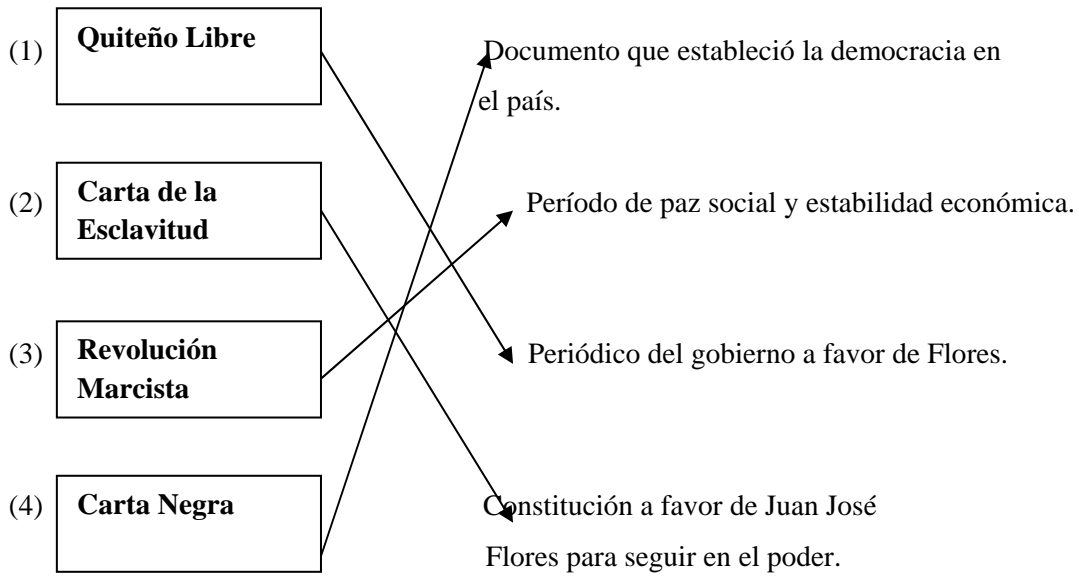 (1) Quiteño Libre
Documento que estableció la democracia en
el país.
(2) Carta de la
Esclavitud
Período de paz social y estabilidad económica.
(3) Revolución
Marcista
Periódico del gobierno a favor de Flores.
(4) Carta Negra
Constitución a favor de Juan José
Flores para seguir en el poder.